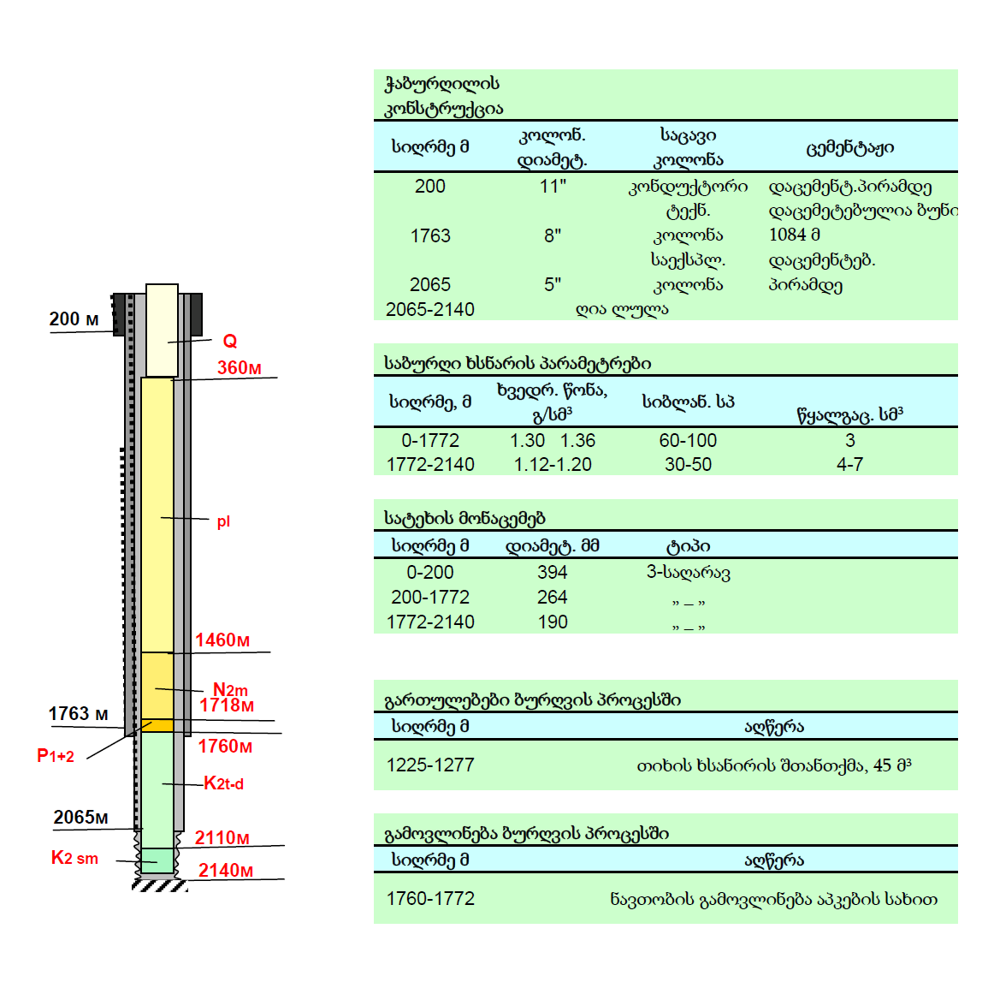 ჭაბურღილის
კონსტრუქცია
სიღრმე მ
კოლონ.
დიამეტ.
საცავი
კოლონა
ცემენტაჟი
200 11" კონდუქტორი დაცემენტ.პირამდე
ტექნ. დაცემეტებულია ბუნი
1763 8" კოლონა 1084 მ
საექსპლ. დაცემენტებ.
2065 5" კოლონა პირამდე
2065-2140 ღია ლულა
საბურღი ხსნარის პარამეტრები
სიღრმე, მ
ხვედრ. წონა,
გ/სმ³
სიბლან. სპ
წყალგაც. სმ³
0-1772 1.30 1.36 60-100 3
1772-2140 1.12-1.20 30-50 4-7
სატეხის მონაცემებ
სიღრმე მ დიამეტ. მმ ტიპი
0-200 394 3-საღარავ
200-1772 264 „ – „
1772-2140 190 „ – „
გართულებები ბურღვის პროცესში
სიღრმე მ აღწერა
1225-1277 თიხის ხსანირის შთანთქმა, 45 მ³
გამოვლინება ბურღვის პროცესში
სიღრმე მ აღწერა
1760-1772 ნავთობის გამოვლინება აპკების სახით
200 м
Q
360м
pl
1460м
N2m
1718м
1763 м
P1+2
1760м
K2t-d
2065м
2110м
K2 sm
2140м